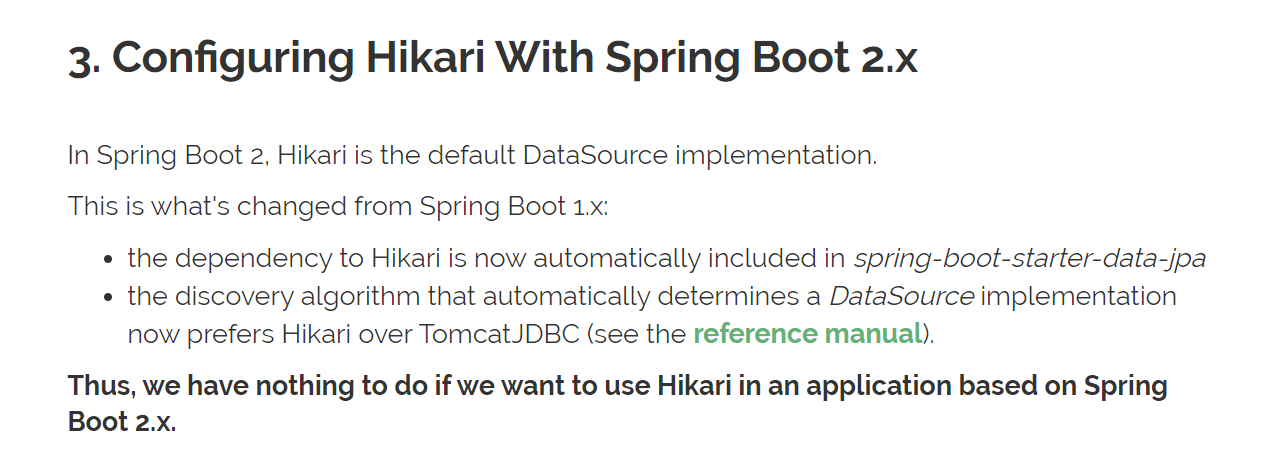 3. Configuring Hikari With Spring Boot 2.x
In Spring Boot 2, Hikari is the default DataSource implementation.
This is what's changed from Spring Boot 1.x:
• the dependency to Hikari is now automatically included in spring-boot-starter-data-jpa
• the discovery algorithm that automatically determines a DataSource implementation
now prefers Hikari over TomcatJDBC (see the reference manual).
Thus, we have nothing to do if we want to use Hikari in an application based on Spring
Boot 2.x.